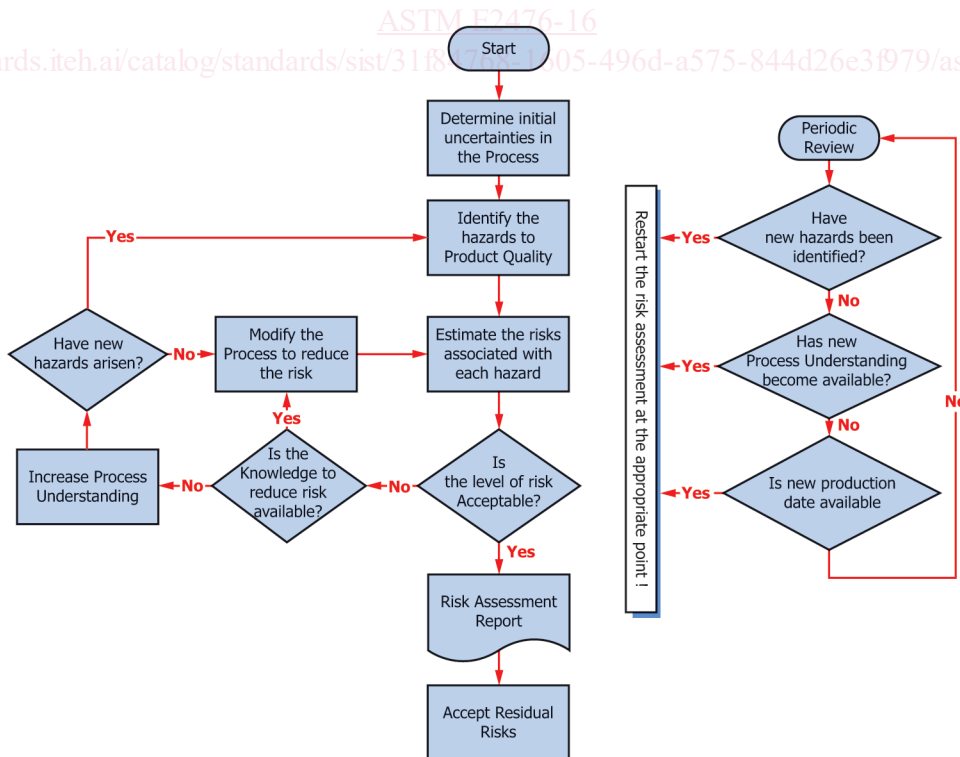 ASTM E2476-16
rds.iteh.ai/catalog/standards/sist/31f84768-1605-496d-a575-844d26e3f979/as
Start
Determine initial
uncertainties in
the Process
Identify the
hazards to
Product Quality
Yes
Estimate the risks
associated with
each hazard
Modify the
Process to reduce
the risk
No
Have new
hazards arisen?
Yes
Is
the level of risk
Acceptable?
No
Is the
Knowledge to
reduce risk
available?
No
Increase Process
Understanding
Yes
Risk Assessment
Report
Accept Residual
Risks
Periodic
Review
Have
new hazards been
identified?
Yes
No
Has new
Process Understanding
become available?
Yes
No
Is new production
date available
Yes
No
Restart the risk assessment at the appropriate point !